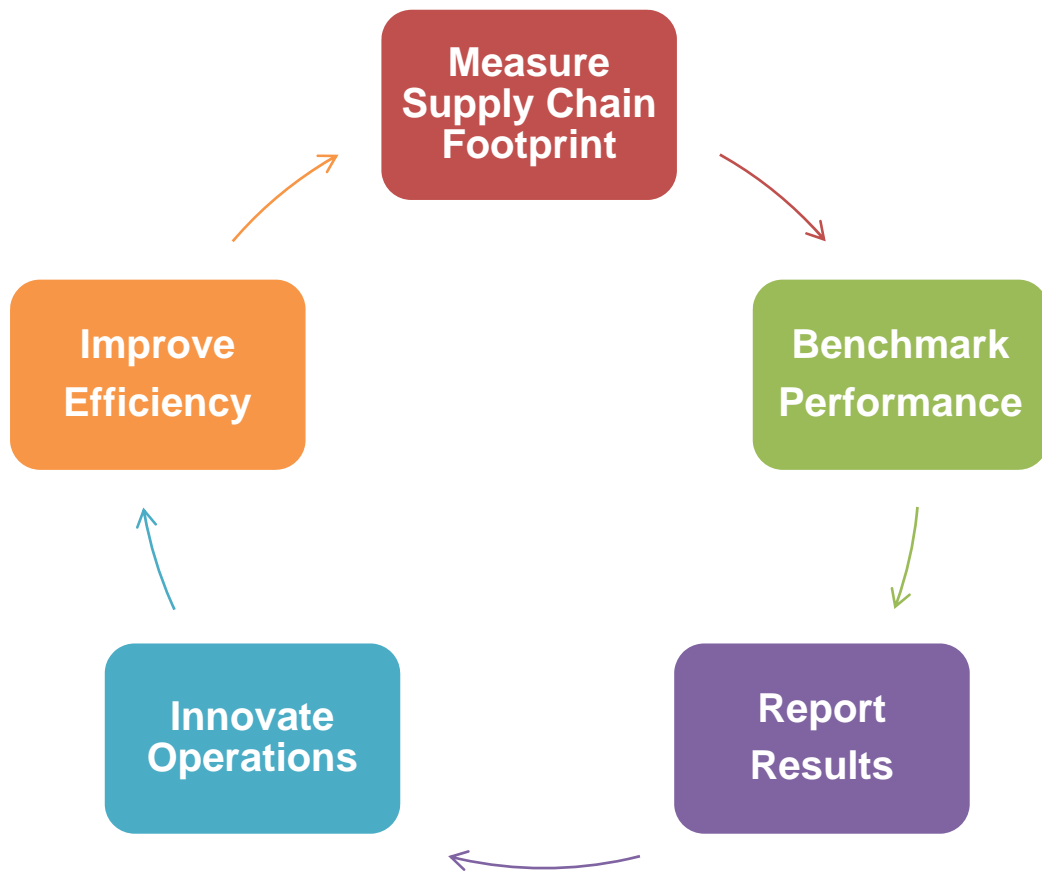 Measure
Supply Chain
Footprint
Benchmark
Performance
Report
Results
Innovate
Operations
Improve
Efficiency